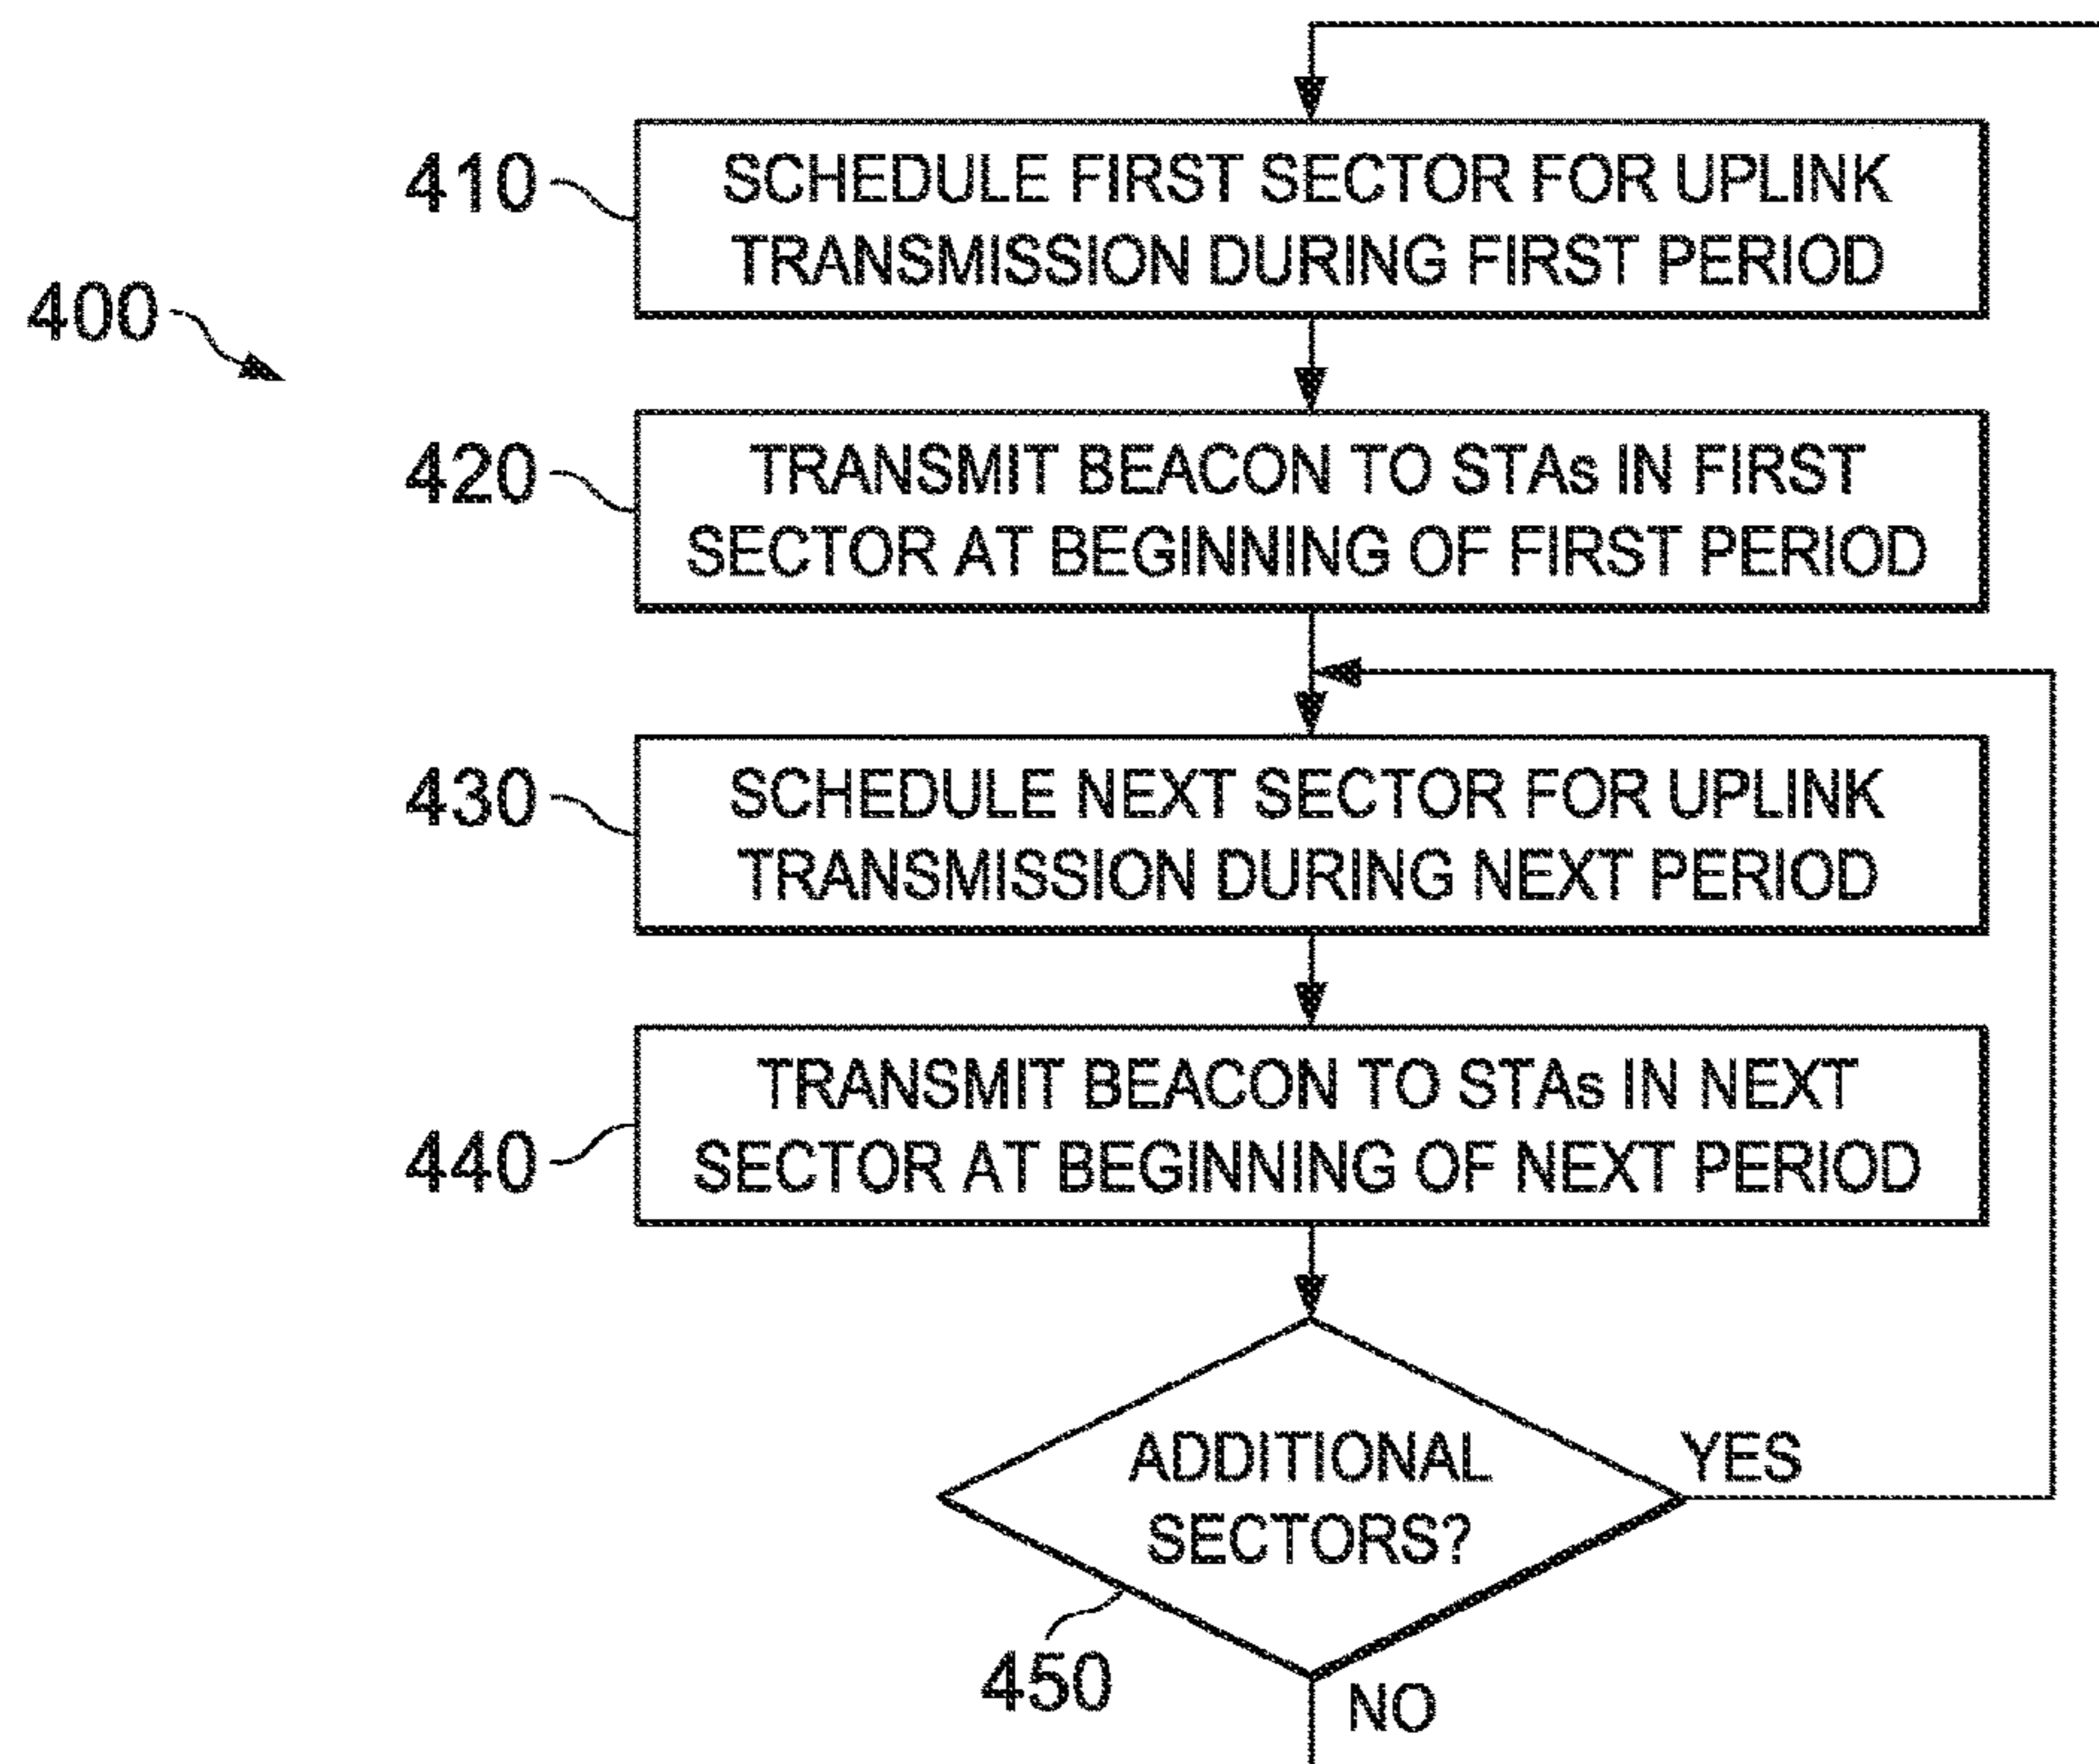 410
SCHEDULE FIRST SECTOR FOR UPLINK
TRANSMISSION DURING FIRST PERIOD
400
420
TRANSMIT BEACON TO STAs IN FIRST
SECTOR AT BEGINNING OF FIRST PERIOD
430
SCHEDULE NEXT SECTOR FOR UPLINK
TRANSMISSION DURING NEXT PERIOD
440
TRANSMIT BEACON TO STAs IN NEXT
SECTOR AT BEGINNING OF NEXT PERIOD
ADDITIONAL
SECTORS?
YES
450
NO